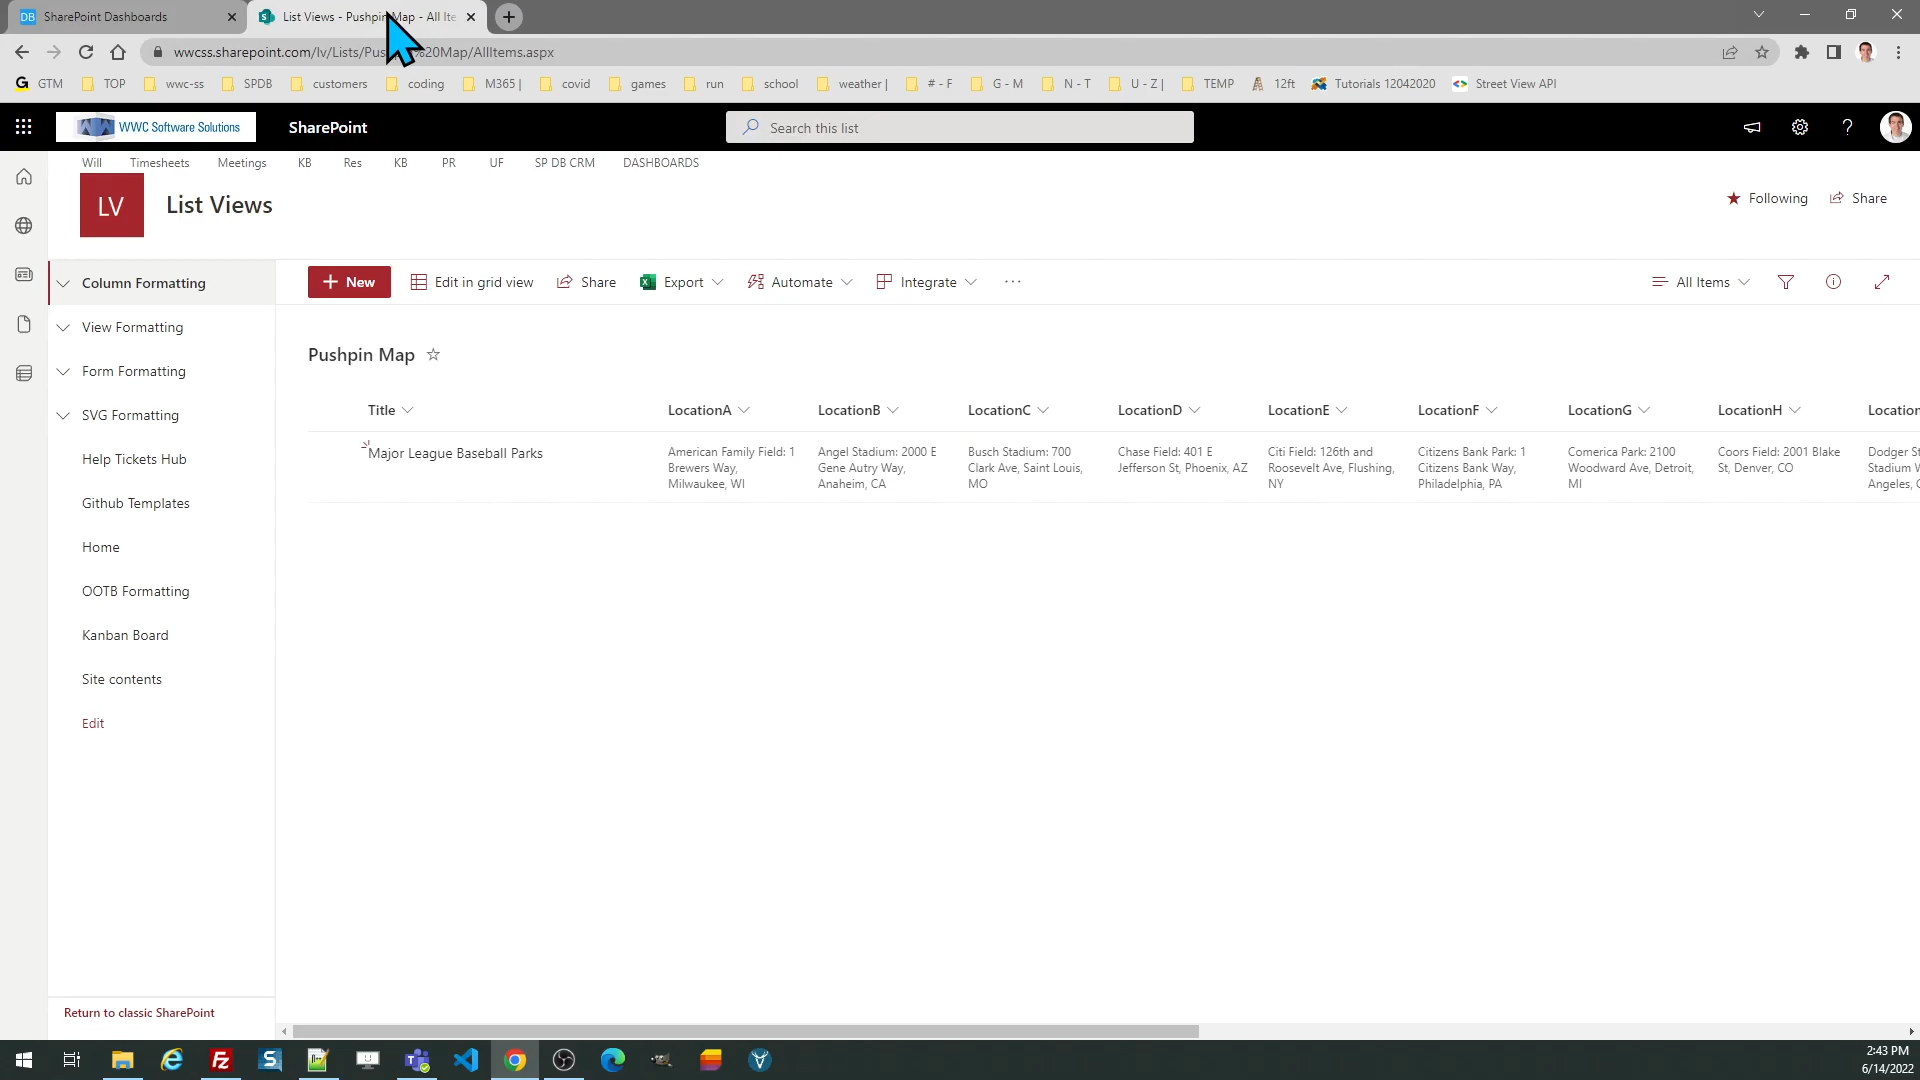 SharePoint Dashboards
List Views - Pushpin Map - All Ite
wwcss.sharepoint.com/lv/Lists/Pus %20Map/AllItems.aspx
GTM
TOP
wwc-ss
SPDB
customers
coding
M365 |
covid
games
run
school
weather |
# - F
G - M
N - T
U - Z |
TEMP
12ft
Tutorials 12042020
Street View API
WWC Software Solutions
SharePoint
Search this list
Will
Timesheets
Meetings
KB
Res
KB
PR
UF
SP DB CRM
DASHBOARDS
LV
List Views
Following
Share
Column Formatting
View Formatting
Form Formatting
SVG Formatting
Help Tickets Hub
Github Templates
Home
OOTB Formatting
Kanban Board
Site contents
Edit
Return to classic SharePoint
New
Edit in grid view
Share
Export
Automate
Integrate
All Items
Pushpin Map
Title
LocationA
LocationB
LocationC
LocationD
LocationE
LocationF
LocationG
LocationH
Location
Major League Baseball Parks
American Family Field: 1
Brewers Way,
Milwaukee, WI
Angel Stadium: 2000 E
Gene Autry Way,
Anaheim, CA
Busch Stadium: 700
Clark Ave, Saint Louis,
MO
Chase Field: 401 E
Jefferson St, Phoenix, AZ
Citi Field: 126th and
Roosevelt Ave, Flushing,
NY
Citizens Bank Park: 1
Citizens Bank Way,
Philadelphia, PA
Comerica Park: 2100
Woodward Ave, Detroit,
MI
Coors Field: 2001 Blake
St, Denver, CO
Dodger St
Stadium W
Angeles, C
2:43 PM
6/14/2022